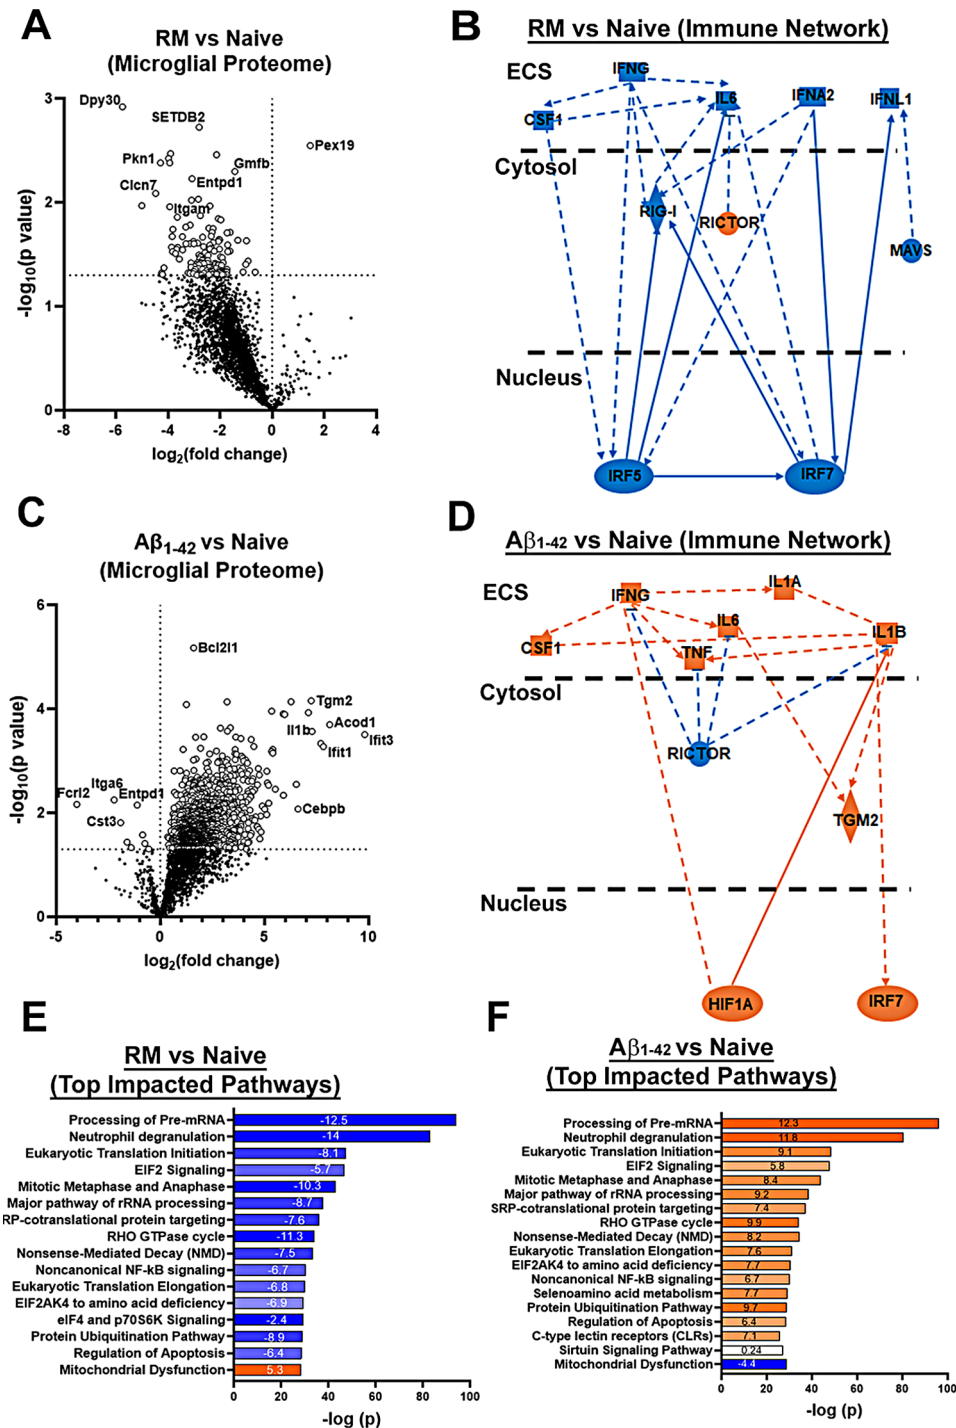 A
RM vs Naive
(Microglial Proteome)
-log10(p value)
3
2
1
0
Dpy30
SETDB2
Pex19
Pkn1
Gmfb
Clcn7
Entpd1
Itgam
-8
-6
-4
-2
0
2
4
log2(fold change)
B
RM vs Naive (Immune Network)
ECS
IFNG
CSF1
IL6
IFNA2
IFNL1
Cytosol
RIG-I
RICTOR
MAVS
Nucleus
IRF5
IRF7
C
Aβ1-42 vs Naive
(Microglial Proteome)
-log10(p value)
6
4
2
0
Bcl2l1
Tgm2
Il1b
Acod1
Ifit3
Ifit1
Cebpb
Fcrl2
Itga6
Entpd1
Cst3
-5
0
5
10
log2(fold change)
D
Aβ1-42 vs Naive (Immune Network)
ECS
IFNG
IL1A
CSF1
IL6
TNF
IL1B
Cytosol
RICTOR
TGM2
Nucleus
HIF1A
IRF7
E
RM vs Naive
(Top Impacted Pathways)
Processing of Pre-mRNA -12.5
Neutrophil degranulation -14
Eukaryotic Translation Initiation -8.1
EIF2 Signaling -5.7
Mitotic Metaphase and Anaphase -10.3
Major pathway of rRNA processing -8.7
RP-cotranslational protein targeting -7.6
RHO GTPase cycle -11.3
Nonsense-Mediated Decay (NMD) -7.5
Noncanonical NF-kB signaling -6.7
Eukaryotic Translation Elongation -6.8
EIF2AK4 to amino acid deficiency -6.9
eIF4 and p70S6K Signaling -2.4
Protein Ubiquitination Pathway -8.9
Regulation of Apoptosis -6.4
Mitochondrial Dysfunction 5.3
0 20 40 60 80 100
-log (p)
F
Aβ1-42 vs Naive
(Top Impacted Pathways)
Processing of Pre-mRNA 12.3
Neutrophil degranulation 11.8
Eukaryotic Translation Initiation 9.1
EIF2 Signaling 5.8
Mitotic Metaphase and Anaphase 8.4
Major pathway of rRNA processing 9.2
SRP-cotranslational protein targeting 7.4
RHO GTPase cycle 9.9
Nonsense-Mediated Decay (NMD) 8.2
Eukaryotic Translation Elongation 7.6
EIF2AK4 to amino acid deficiency 7.7
Noncanonical NF-kB signaling 6.7
Selenoamino acid metabolism 7.7
Protein Ubiquitination Pathway 9.7
Regulation of Apoptosis 6.4
C-type lectin receptors (CLRs) 7.1
Sirtuin Signaling Pathway 0.24
Mitochondrial Dysfunction -4.4
0 20 40 60 80 100
-log (p)